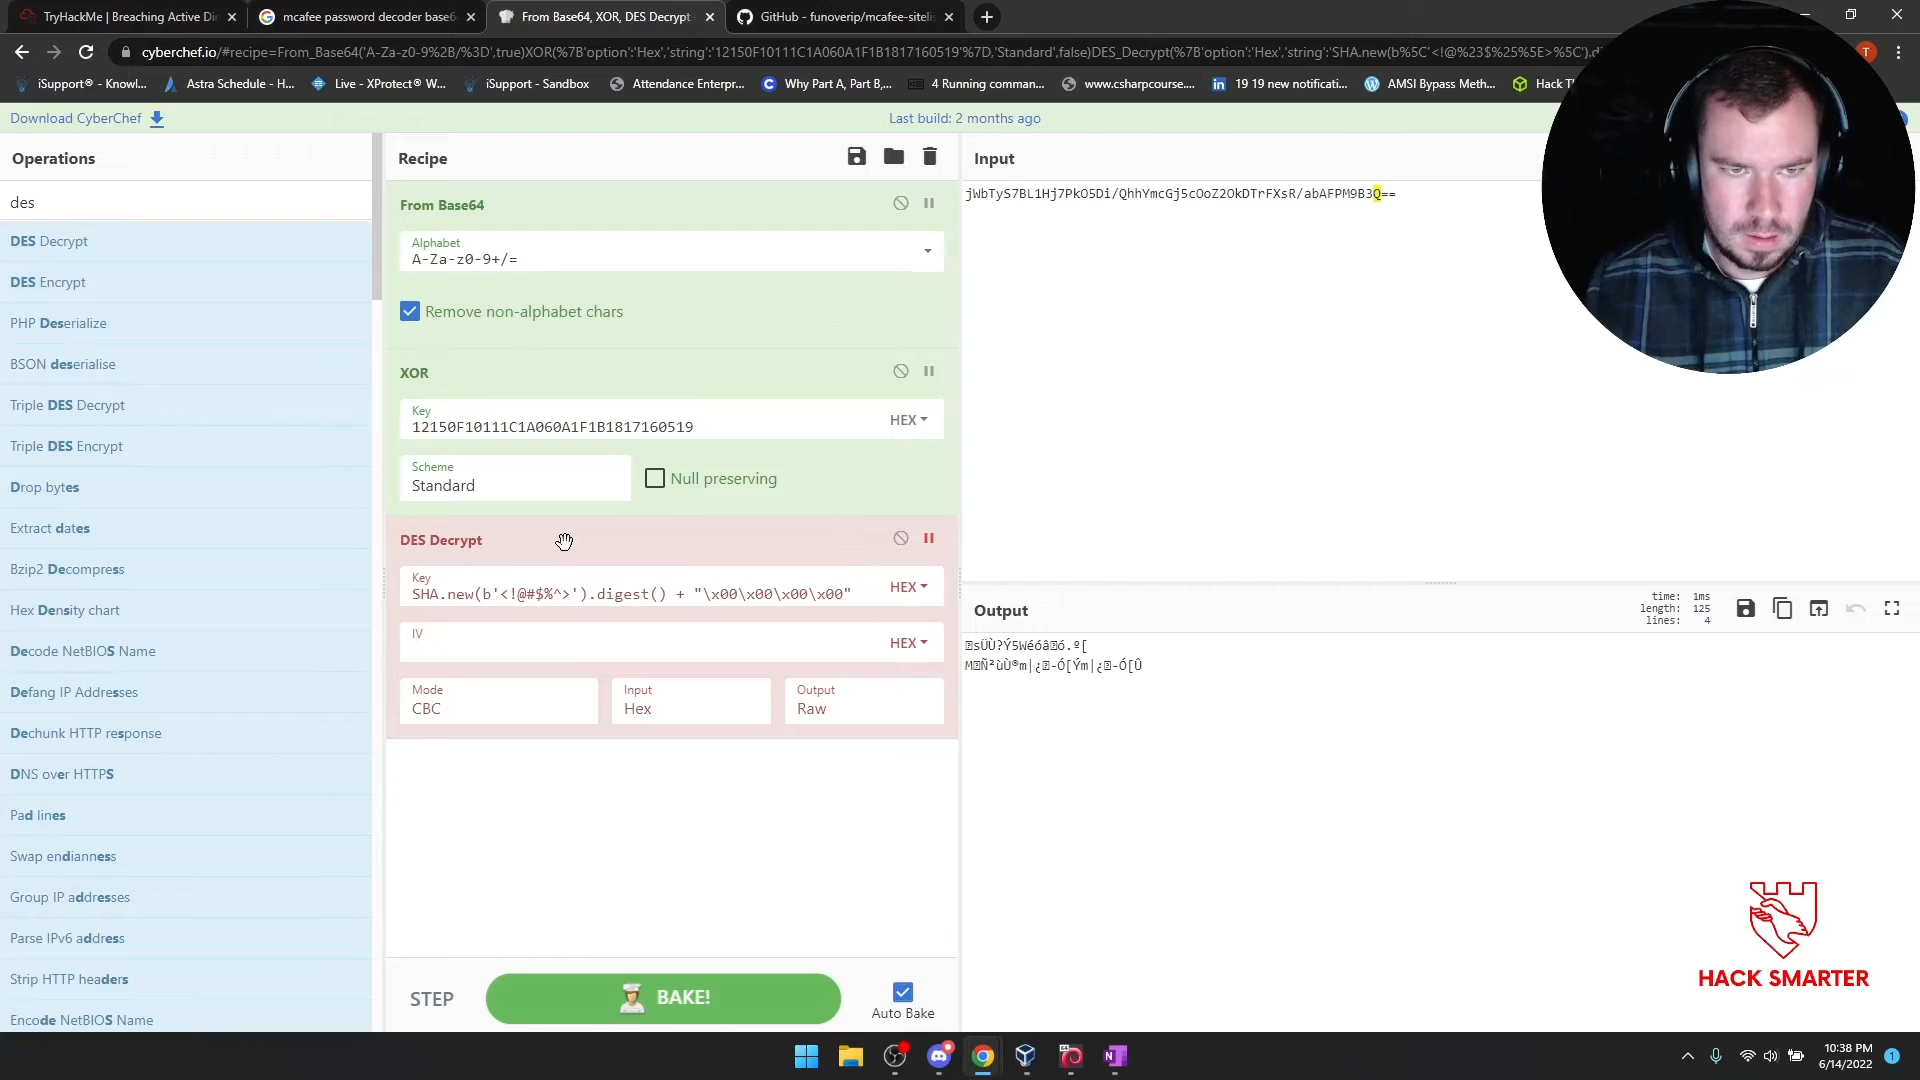 TryHackMe | Breaching Active Dir
mcafee password decoder base6
From Base64, XOR, DES Decrypt -
GitHub - funoverip/mcafee-sitelis
cyberchef.io/#recipe=From_Base64('A-Za-z0-9%2B/%3D',true)XOR(%7B'option':'Hex','string':'12150F10111C1A060A1F1B1817160519'%7D,'Standard',false)DES_Decrypt(%7B'option':'Hex','string':'SHA.new(b%5C'<!@%23$%25%5E>%5C').d
iSupport® - Knowl...
Astra Schedule - H...
Live - XProtect® W...
iSupport - Sandbox
Attendance Enterpr...
Why Part A, Part B,...
4 Running comman...
www.csharpcourse....
19 19 new notificati...
AMSI Bypass Meth...
Hack T
T
Download CyberChef
Last build: 2 months ago
Operations
des
DES Decrypt
DES Encrypt
PHP Deserialize
BSON deserialise
Triple DES Decrypt
Triple DES Encrypt
Drop bytes
Extract dates
Bzip2 Decompress
Hex Density chart
Decode NetBIOS Name
Defang IP Addresses
Dechunk HTTP response
DNS over HTTPS
Pad lines
Swap endianness
Group IP addresses
Parse IPv6 address
Strip HTTP headers
Encode NetBIOS Name
Recipe
From Base64
Alphabet
A-Za-z0-9+/=
Remove non-alphabet chars
XOR
Key
12150F10111C1A060A1F1B1817160519
HEX
Scheme
Standard
Null preserving
DES Decrypt
Key
SHA.new(b'<!@#$%^>').digest() + "\x00\x00\x00\x00"
HEX
IV
HEX
Mode
CBC
Input
Hex
Output
Raw
STEP
BAKE!
Auto Bake
Input
jWbTyS7BL1Hj7PkO5Di/QhhYmcGj5cOoZ2OkDTrFXsR/abAFPM9B3Q==
Output
time: 1ms
length: 125
lines: 4
HACK SMARTER
10:38 PM
6/14/2022
1